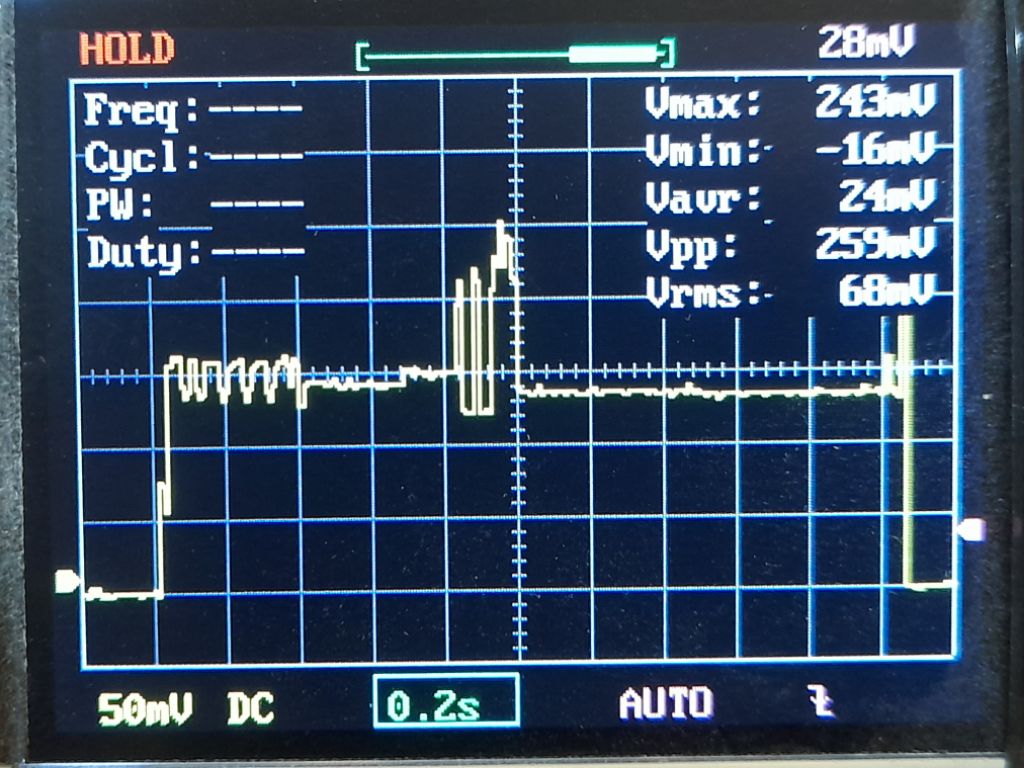 HOLD 28mV
Freq:---- Vmax: 243mV
Cycl:---- Vmin: -16mV
PW: ---- Vavr: 24mV
Duty:---- Vpp: 259mV
Vrms: 68mV
50mV DC 0.2s AUTO